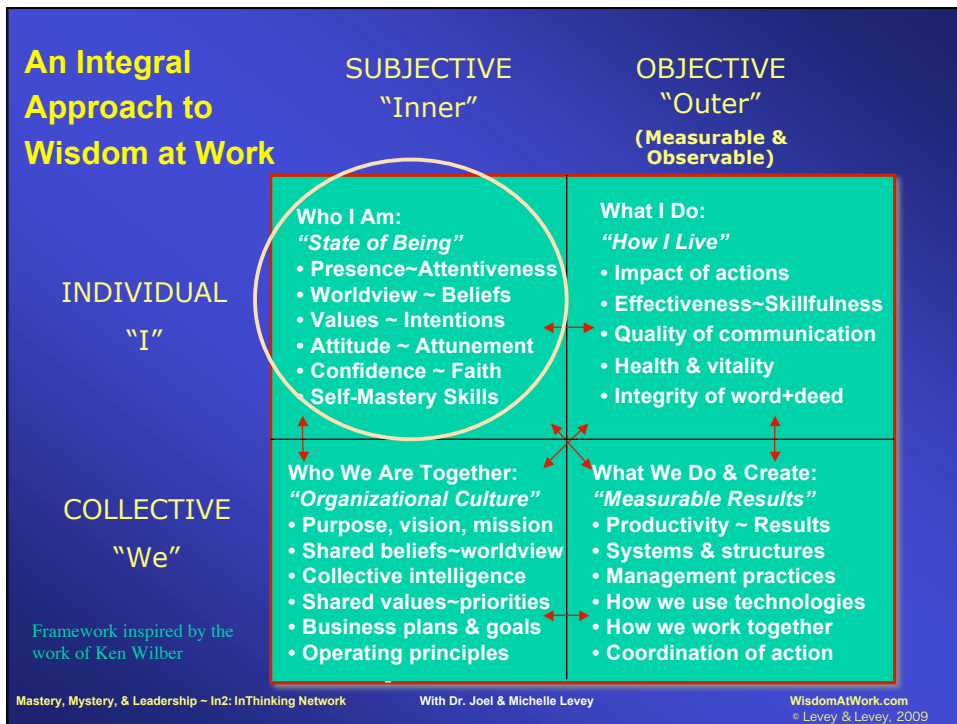 An Integral
Approach to
Wisdom at Work
SUBJECTIVE
“Inner”
OBJECTIVE
“Outer”
(Measurable &
Observable)
INDIVIDUAL
“I”
Who I Am:
“State of Being”
• Presence~Attentiveness
• Worldview ~ Beliefs
• Values ~ Intentions
• Attitude ~ Attunement
• Confidence ~ Faith
• Self-Mastery Skills
What I Do:
“How I Live”
• Impact of actions
• Effectiveness~Skillfulness
• Quality of communication
• Health & vitality
• Integrity of word+deed
COLLECTIVE
“We”
Who We Are Together:
“Organizational Culture”
• Purpose, vision, mission
• Shared beliefs~worldview
• Collective intelligence
• Shared values~priorities
• Business plans & goals
• Operating principles
What We Do & Create:
“Measurable Results”
• Productivity ~ Results
• Systems & structures
• Management practices
• How we use technologies
• How we work together
• Coordination of action
Framework inspired by the
work of Ken Wilber
Mastery, Mystery, & Leadership ~ In2: InThinking Network
With Dr. Joel & Michelle Levey
WisdomAtWork.com
© Levey & Levey, 2009